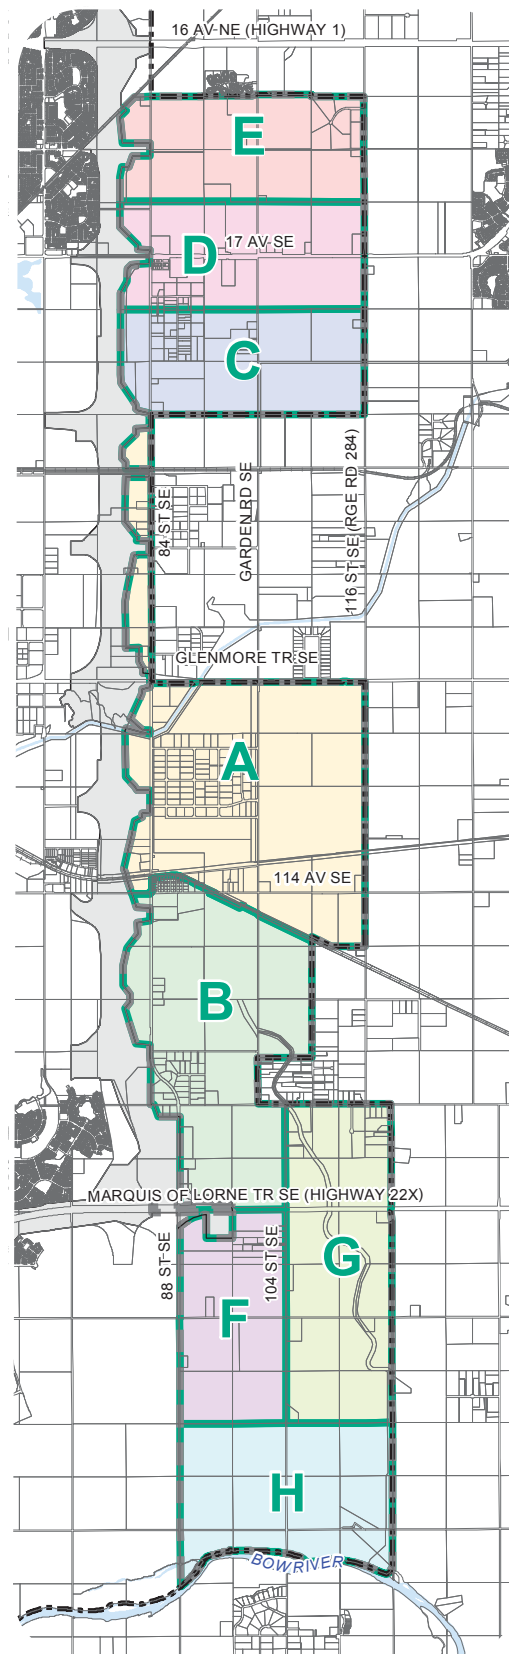 16 AV NE (HIGHWAY 1)
E
D
17 AV SE
C
84 ST SE
GARDEN RD SE
116 ST SE (RGE RD 284)
GLENMORE TR SE
A
114 AV SE
B
MARQUIS OF LORNE TR SE (HIGHWAY 22X)
88 ST SE
104 ST SE
G
F
H
BOW RIVER